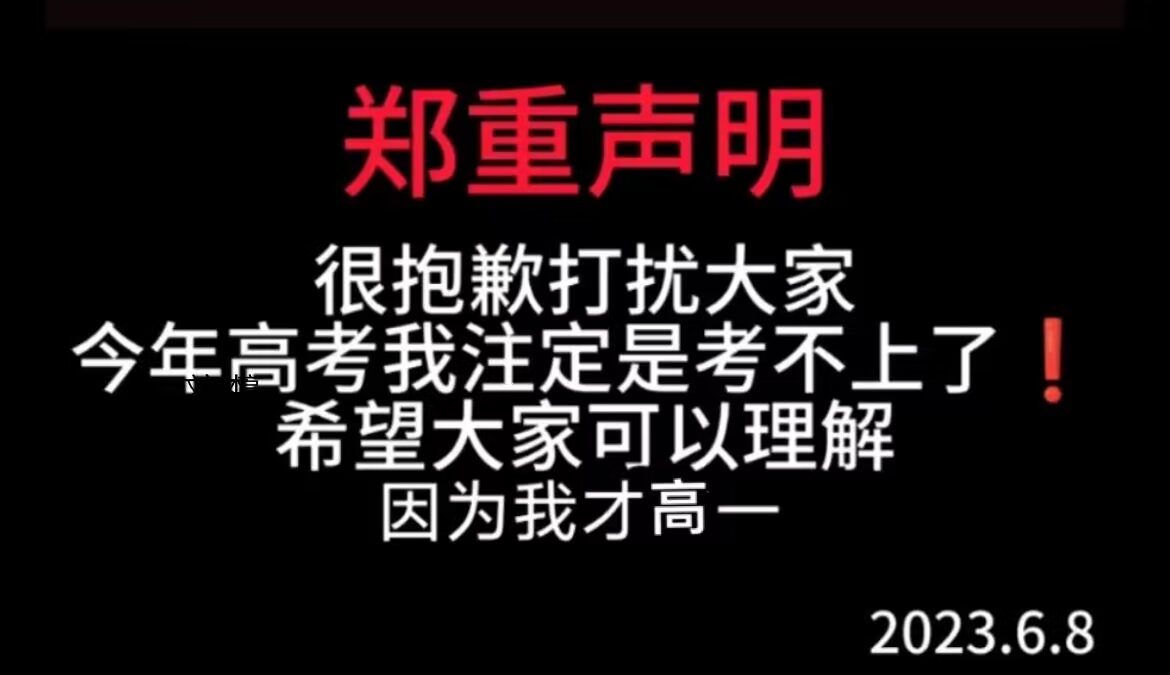 郑重声明
很抱歉打扰大家
今年高考我注定是考不上了❗
希望大家可以理解
因为我才高一
2023.6.8